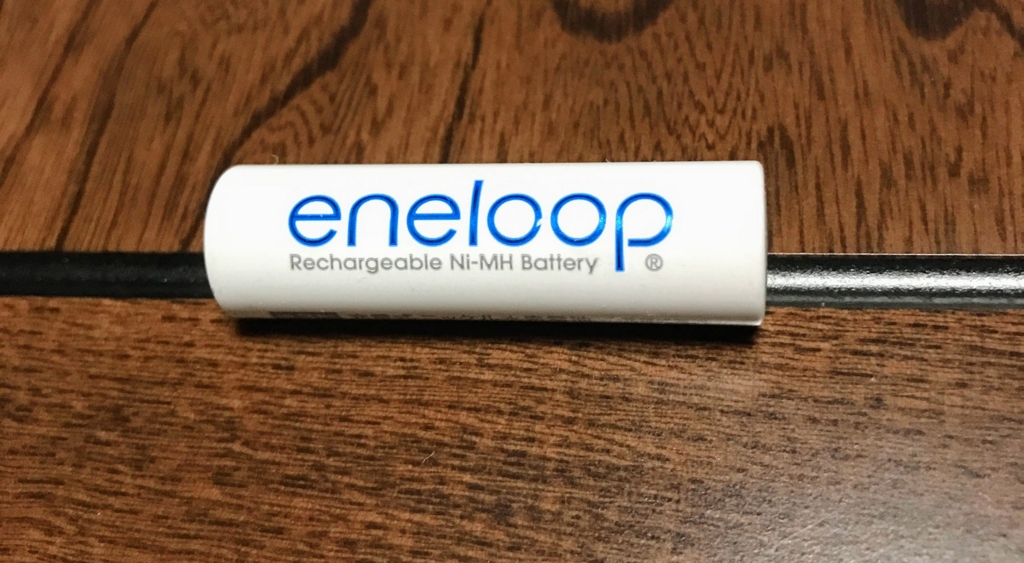 eneloop
Rechargeable Ni-MH Battery ®